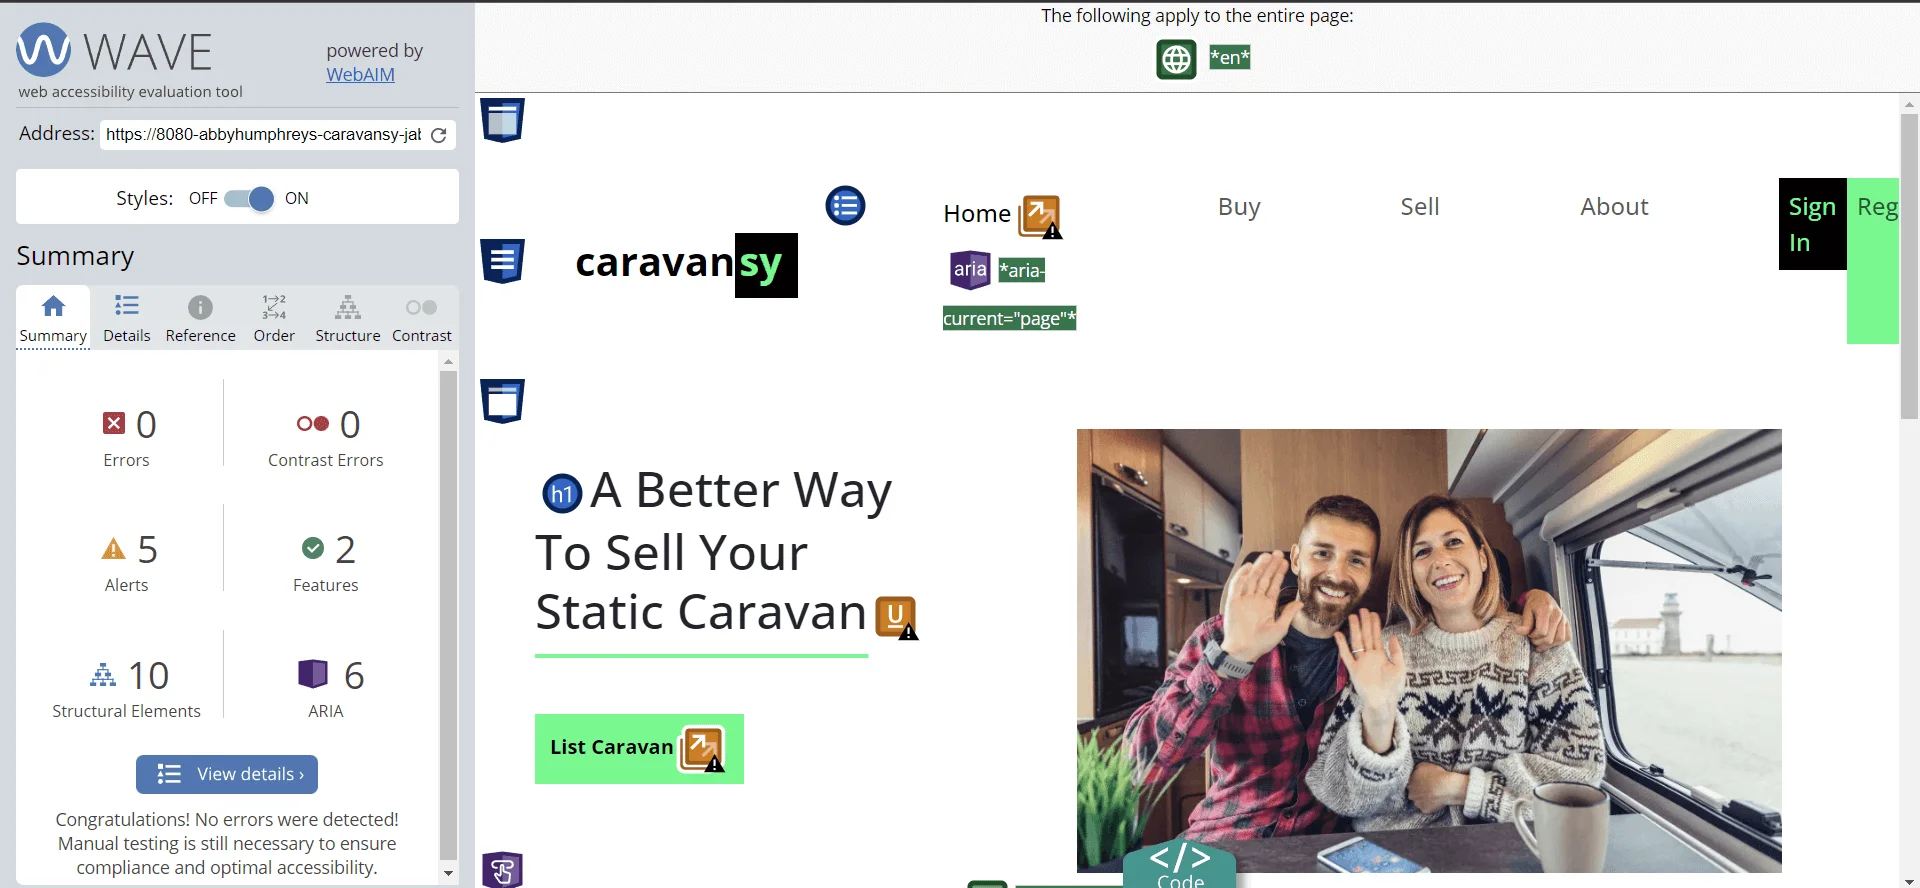 WAVE
powered by
WebAIM
web accessibility evaluation tool
Address: https://8080-abbyhumphreys-caravansy-jal
Styles: OFF ON
Summary
Summary Details Reference Order Structure Contrast
0 0
Errors Contrast Errors
5 2
Alerts Features
10 6
Structural Elements ARIA
View details ›
Congratulations! No errors were detected!
Manual testing is still necessary to ensure
compliance and optimal accessibility.
The following apply to the entire page:
*en*
caravansy
Home Buy Sell About Sign In Reg
aria *aria-
current="page"*
h1 A Better Way
To Sell Your
Static Caravan U
List Caravan
</>
Code